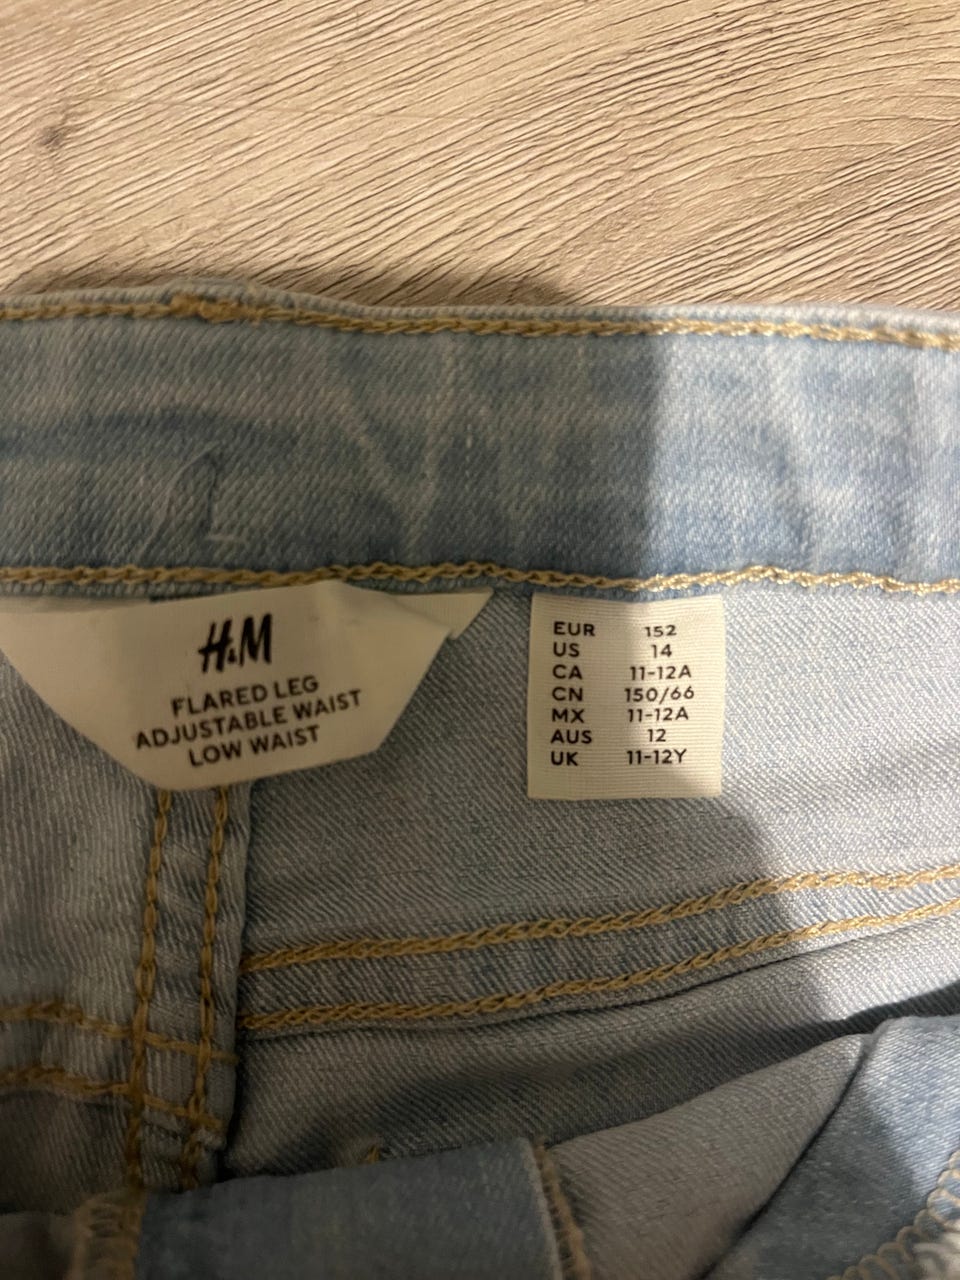 H&M
FLARED LEG
ADJUSTABLE WAIST
LOW WAIST
EUR 152
US 14
CA 11-12A
CN 150/66
MX 11-12A
AUS 12
UK 11-12Y